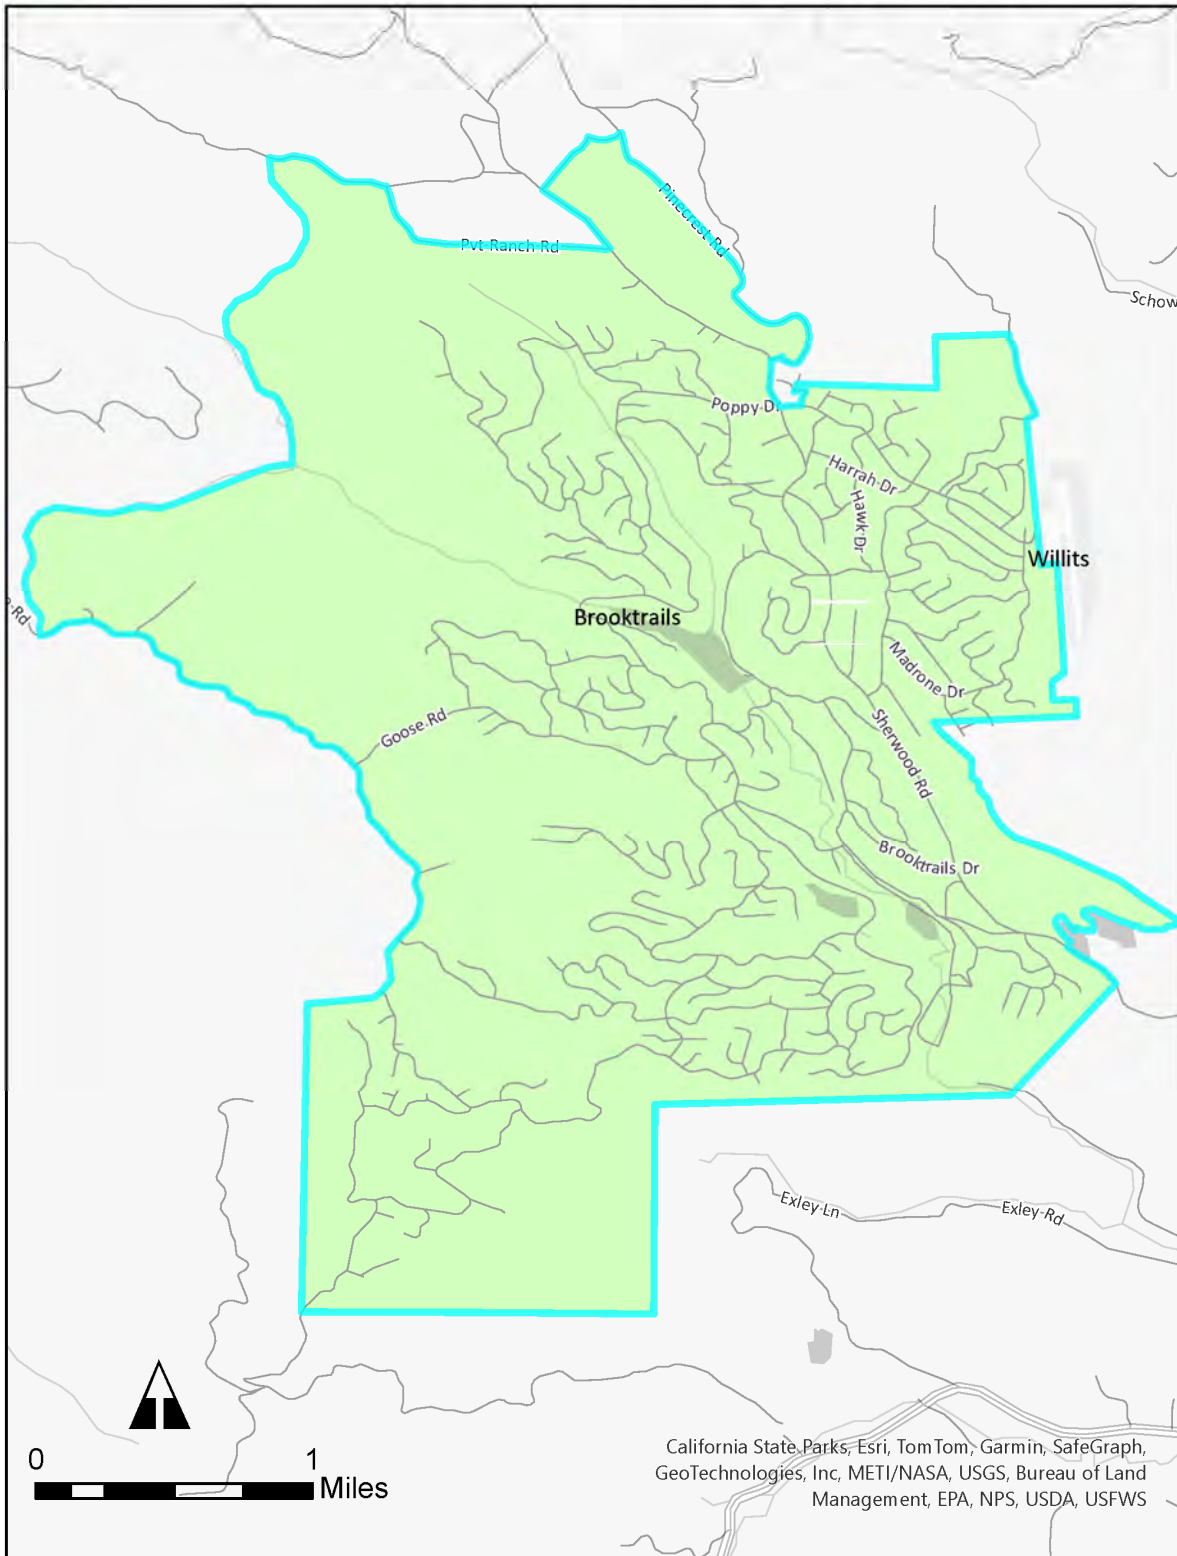 Pinecrest Rd
Pvt Ranch Rd
Poppy Dr
Harrah Dr
Hawk Dr
Willits
Brooktrails
Madrone Dr
Goose Rd
Sherwood Rd
Brooktrails Dr
Exley Ln
Exley Rd
0 1
Miles
California State Parks, Esri, TomTom, Garmin, SafeGraph,
GeoTechnologies, Inc, METI/NASA, USGS, Bureau of Land
Management, EPA, NPS, USDA, USFWS